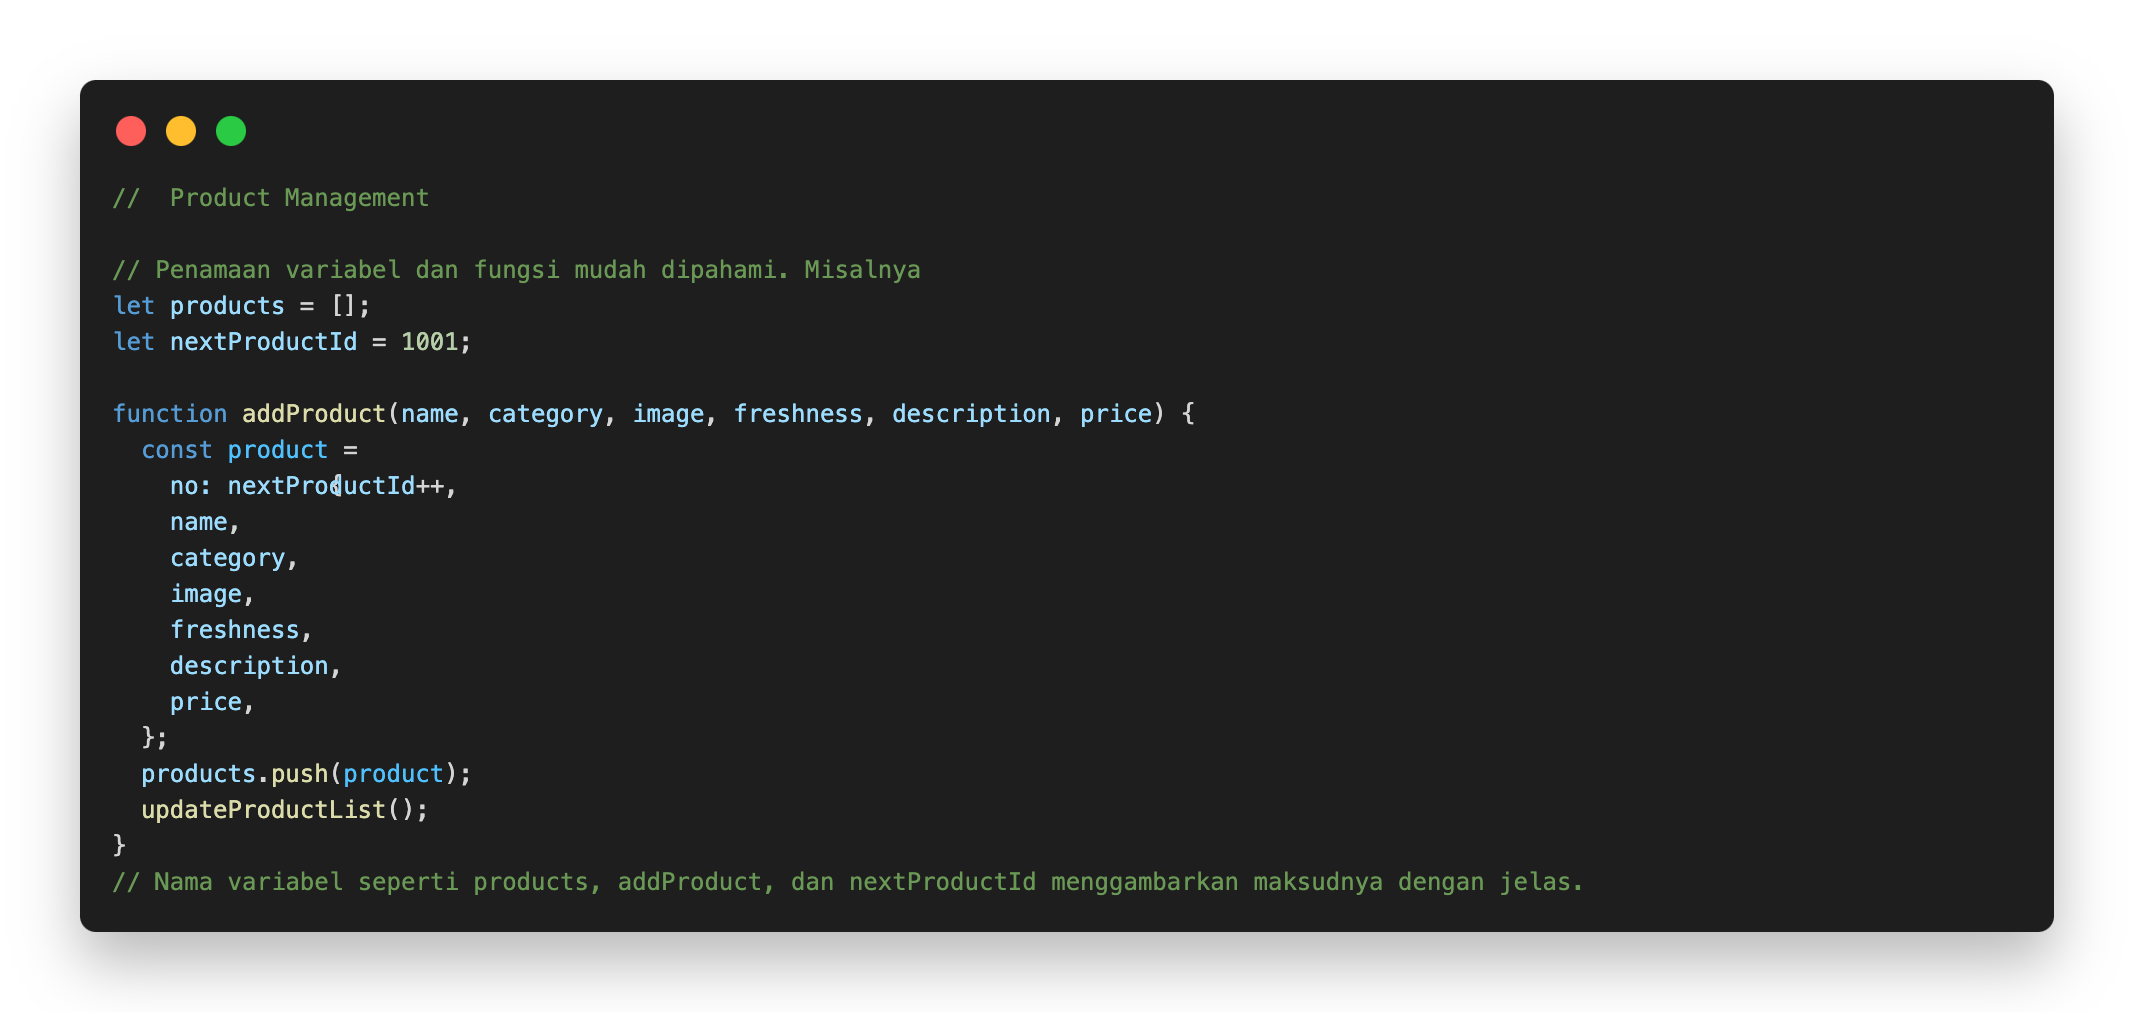 //  Product Management
// Penamaan variabel dan fungsi mudah dipahami. Misalnya
let products = [];
let nextProductId = 1001;
function addProduct(name, category, image, freshness, description, price) {
  const product =
{
    no: nextProductId++,
    name,
    category,
    image,
    freshness,
    description,
    price,
  };
  products.push(product);
  updateProductList();
}
// Nama variabel seperti products, addProduct, dan nextProductId menggambarkan maksudnya dengan jelas.